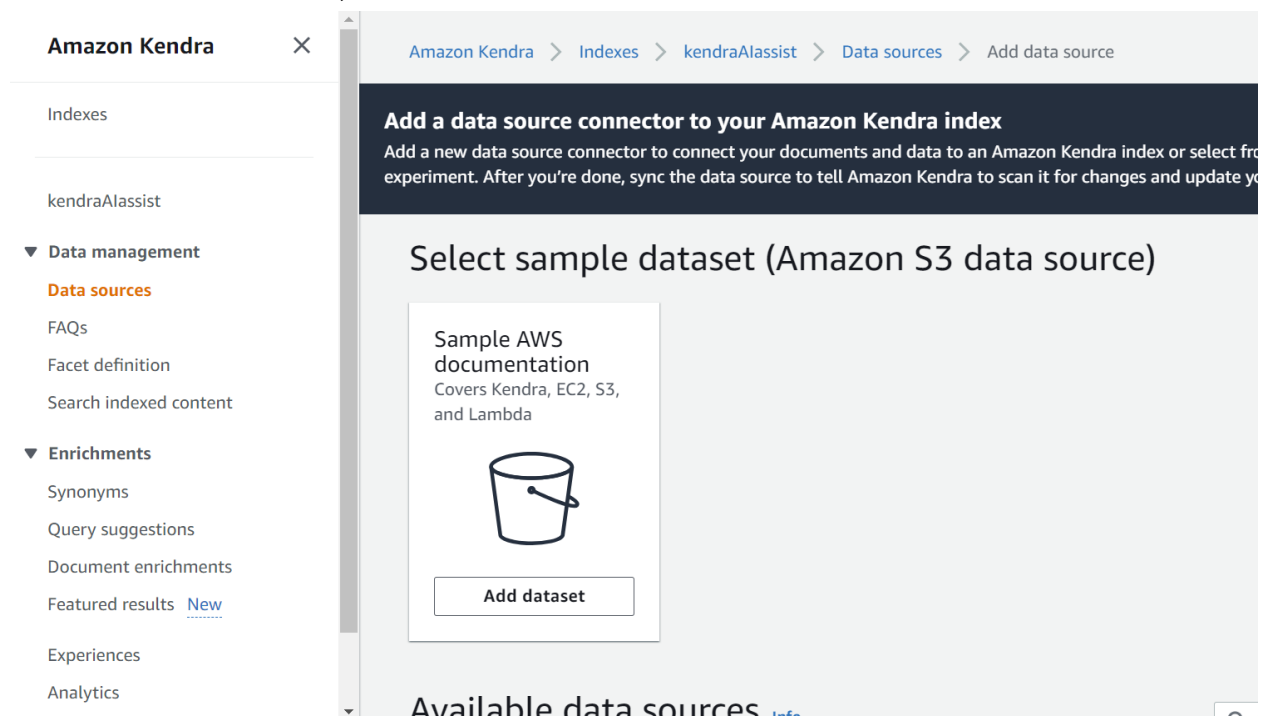 Amazon Kendra
Indexes
kendraAIassist
Data management
Data sources
FAQs
Facet definition
Search indexed content
Enrichments
Synonyms
Query suggestions
Document enrichments
Featured results New
Experiences
Analytics
Amazon Kendra > Indexes > kendraAIassist > Data sources > Add data source
Add a data source connector to your Amazon Kendra index
Add a new data source connector to connect your documents and data to an Amazon Kendra index or select
experiment. After you're done, sync the data source to tell Amazon Kendra to scan it for changes and update
Select sample dataset (Amazon S3 data source)
Sample AWS
documentation
Covers Kendra, EC2, S3,
and Lambda
Add dataset
Available data sources Info